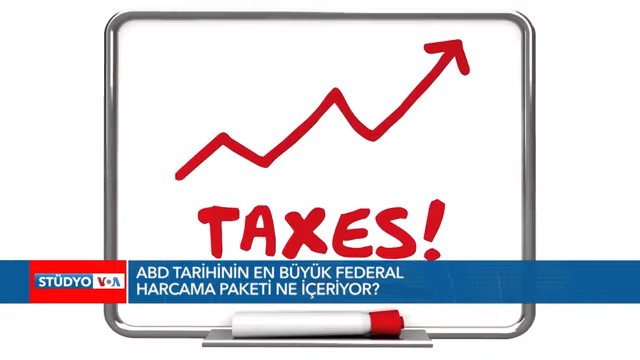 TAXES!
STÜDYO VOA
ABD TARİHİNİN EN BÜYÜK FEDERAL
HARCAMA PAKETİ NE İÇERİYOR?